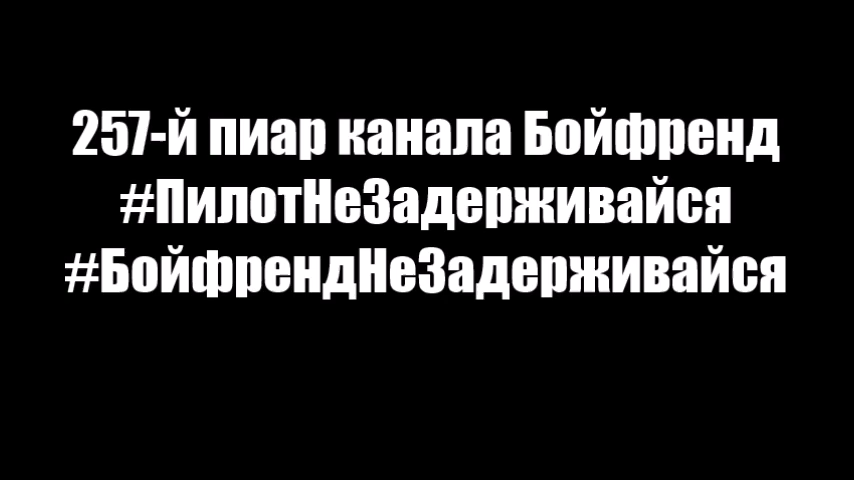 257-й пиар канала Бойфренд
#ПилотНеЗадерживайся
#БойфрендНеЗадерживайся